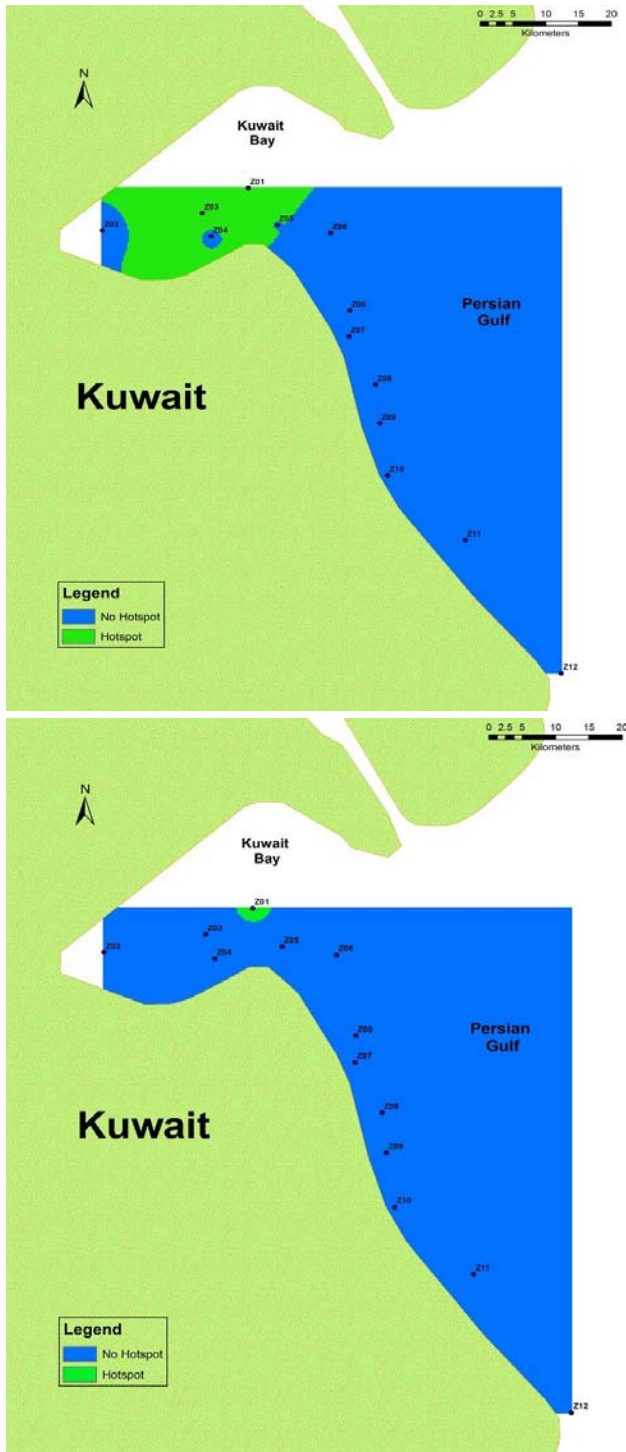 0 2.5 5 10 15 20
Kilometers
N
Kuwait
Bay
Z01
Z03
Z03
Z04
Z05
Z06
Z00
Z07
Persian
Gulf
Z08
Kuwait
Z09
Z10
Z11
Legend
No Hotspot
Hotspot
Z12
0 2.5 5 10 15 20
Kilometers
N
Kuwait
Bay
Z01
Z03
Z02
Z04
Z05
Z06
Z00
Z07
Persian
Gulf
Z08
Kuwait
Z09
Z10
Z11
Legend
No Hotspot
Hotspot
Z12